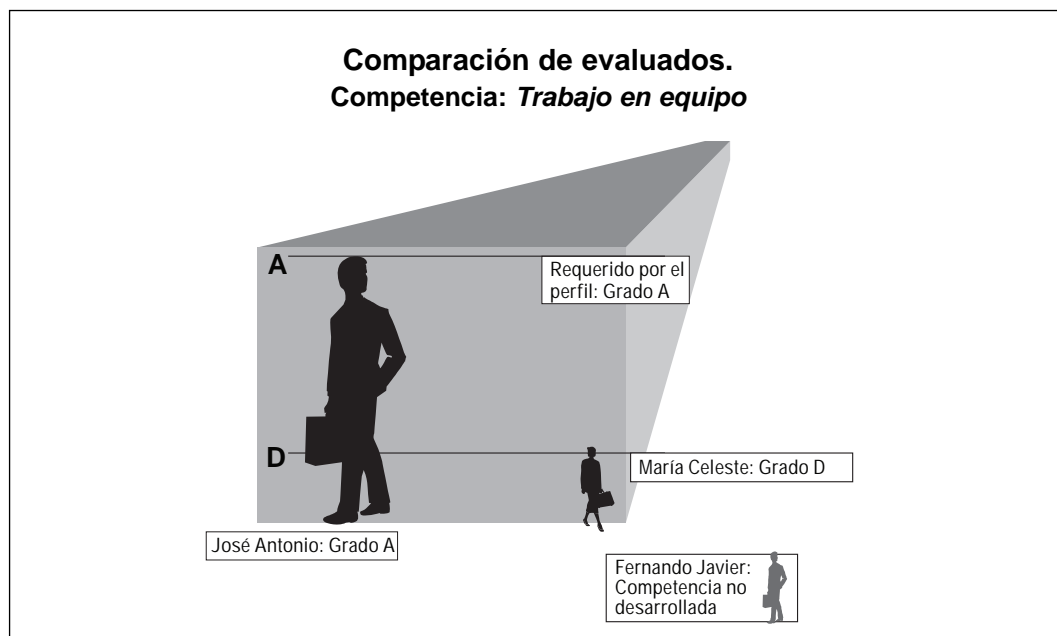 Comparación de evaluados.
Competencia: Trabajo en equipo
A
Requerido por el
perfil: Grado A
D
María Celeste: Grado D
José Antonio: Grado A
Fernando Javier:
Competencia no
desarrollada